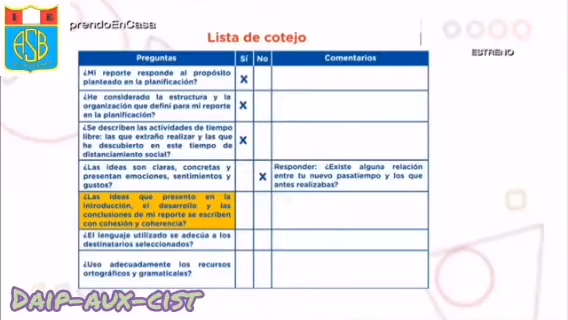 I E
ASB
prendoEnCasa
Lista de cotejo
ESTRENO
Preguntas Sí No Comentarios
¿Mi reporte responde al propósito
planteado en la planificación?
X
¿He considerado la estructura y la
organización que definí para mi reporte
en la planificación?
X
¿Se describen las actividades de tiempo
libre: las que extraño realizar y las que
he descubierto en este tiempo de
distanciamiento social?
X
¿Las ideas son claras, concretas y
presentan emociones, sentimientos y
gustos?
X
Responder: ¿Existe alguna relación
entre tu nuevo pasatiempo y los que
antes realizabas?
¿Las ideas que presento en la
introducción, el desarrollo y las
conclusiones de mi reporte se escriben
con cohesión y coherencia?
¿El lenguaje utilizado se adecúa a los
destinatarios seleccionados?
¿Uso adecuadamente los recursos
ortográficos y gramaticales?
DAIP-AUX-CIST